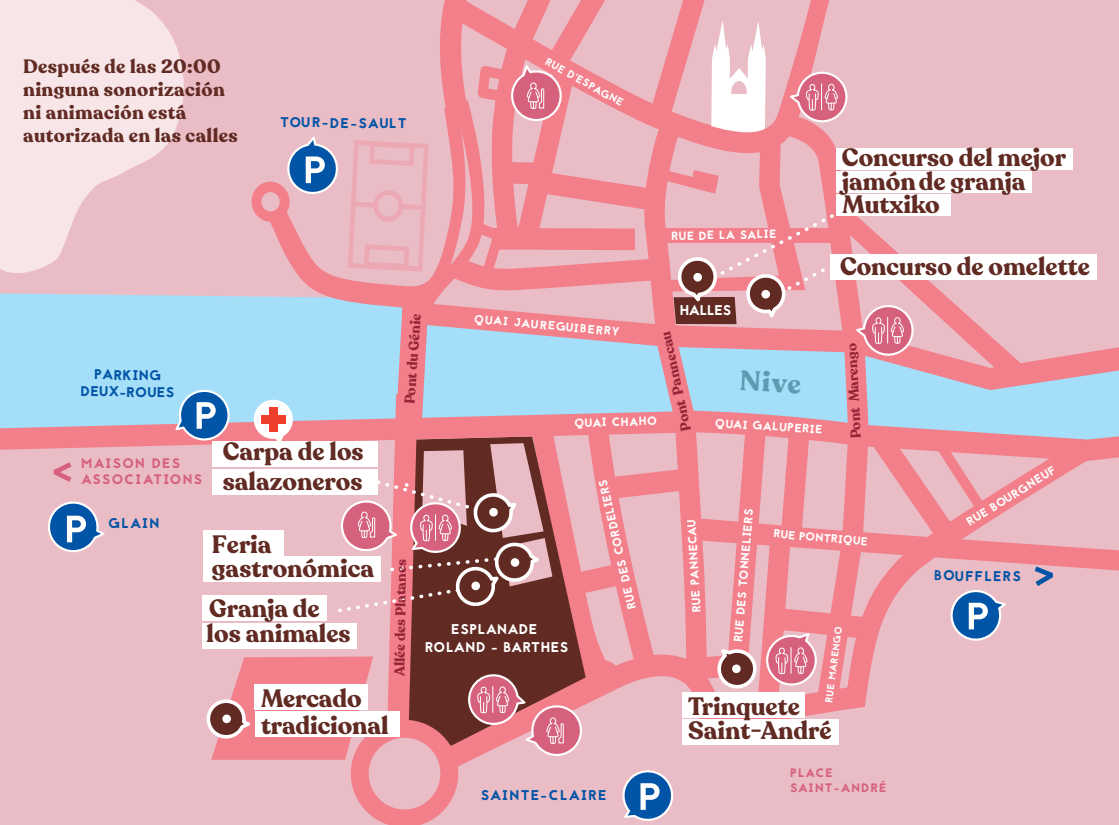 Después de las 20:00
ninguna sonorización
ni animación está
autorizada en las calles
TOUR-DE-SAULT
P
RUE D'ESPAGNE
Concurso del mejor
jamón de granja
Mutxiko
RUE DE LA SALIE
Concurso de omelette
HALLES
QUAI JAUREGUIBERRY
Pont du Génie
Pont Pannecau
Pont Marengo
Nive
PARKING
DEUX-ROUES
P
QUAI CHAHO
QUAI GALUPERIE
< MAISON DES
ASSOCIATIONS
Carpa de los
salazoneros
P
GLAIN
Feria
gastronómica
Granja de
los animales
Allée des Platanes
ESPLANADE
ROLAND - BARTHES
RUE DES CORDELIERS
RUE PANNECAU
RUE DES TONNELIERS
RUE PONTRIQUE
RUE BOURGNEUF
BOUFFLERS >
P
RUE MARENGO
Mercado
tradicional
Trinquete
Saint-André
PLACE
SAINT-ANDRÉ
SAINTE-CLAIRE
P